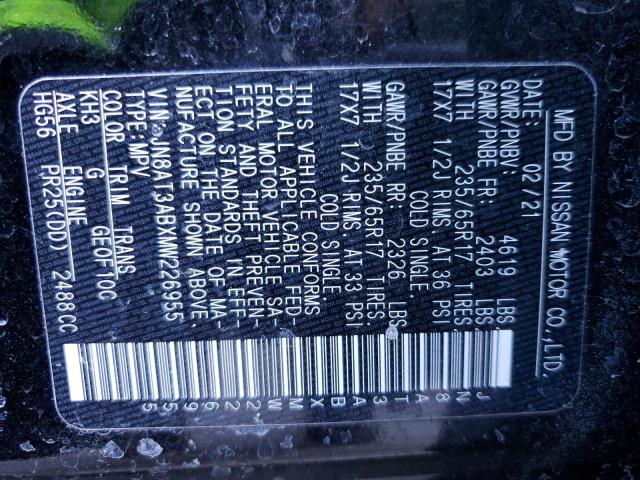 MFD BY NISSAN MOTOR CO.,LTD.
DATE: 02/21
GVWR/PNBV: 4619 LBS
GAWR/PNBE FR: 2403 LBS
WITH 235/65R17 TIRES.
17X7 1/2J RIMS AT 36 PSI
COLD SINGLE.
GAWR/PNBE RR: 2326 LBS
WITH 235/65R17 TIRES.
17X7 1/2J RIMS AT 33 PSI
COLD SINGLE.
THIS VEHICLE CONFORMS
TO ALL APPLICABLE FED-
ERAL MOTOR VEHICLE SA-
FETY AND THEFT PREVEN-
TION STANDARDS IN EFF-
ECT ON THE DATE OF MA-
NUFACTURE SHOWN ABOVE.
VIN: JN8AT3ABXMW226955
TYPE: MPV
COLOR TRIM TRANS
KH3 G GEOF10C
AXLE ENGINE
HG56 PR25(DD) 2488CC
JN8AT3ABXMW226955